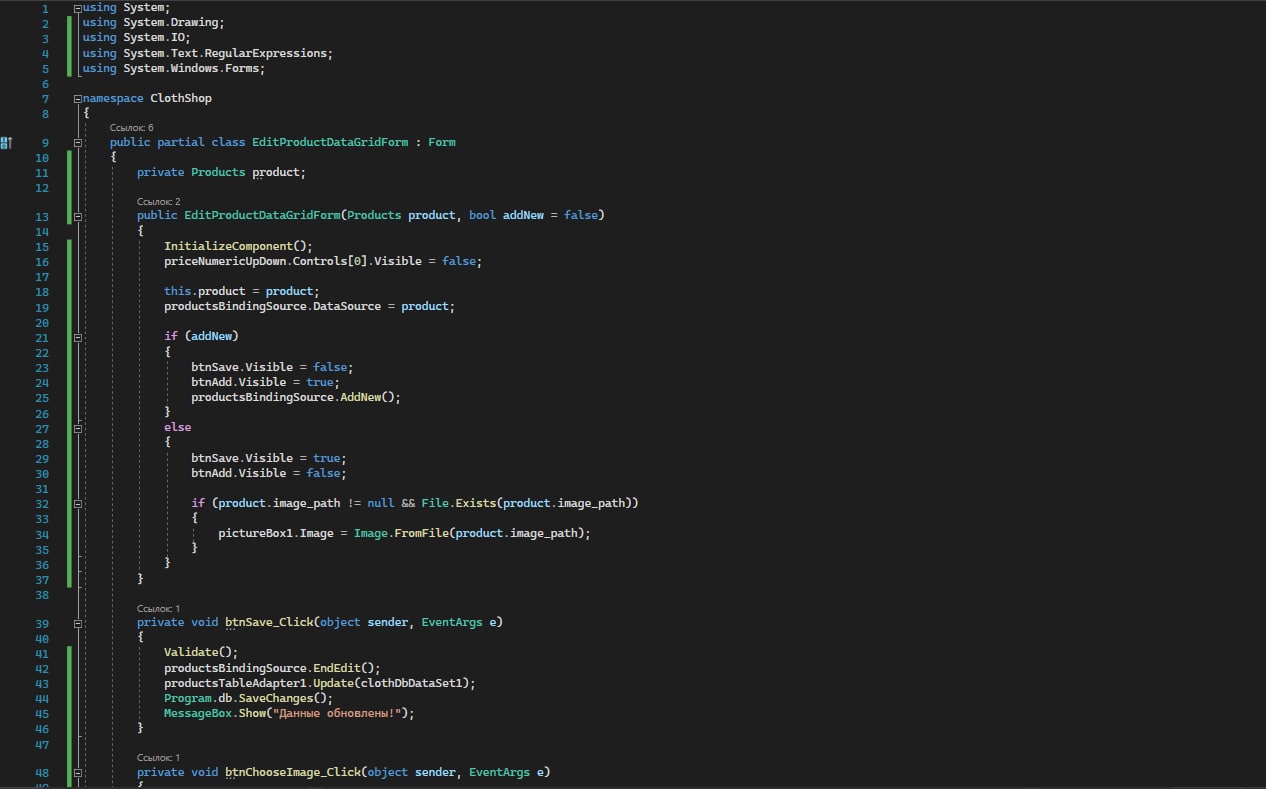 1 using System;
2 using System.Drawing;
3 using System.IO;
4 using System.Text.RegularExpressions;
5 using System.Windows.Forms;
6
7 namespace ClothShop
8 {
Ссылок: 6
9 public partial class EditProductDataGridForm : Form
10 {
11 private Products product;
12
Ссылок: 2
13 public EditProductDataGridForm(Products product, bool addNew = false)
14 {
15 InitializeComponent();
16 priceNumericUpDown.Controls[0].Visible = false;
17
18 this.product = product;
19 productsBindingSource.DataSource = product;
20
21 if (addNew)
22 {
23 btnSave.Visible = false;
24 btnAdd.Visible = true;
25 productsBindingSource.AddNew();
26 }
27 else
28 {
29 btnSave.Visible = true;
30 btnAdd.Visible = false;
31
32 if (product.image_path != null && File.Exists(product.image_path))
33 {
34 pictureBox1.Image = Image.FromFile(product.image_path);
35 }
36 }
37 }
38
Ссылок: 1
39 private void btnSave_Click(object sender, EventArgs e)
40 {
41 Validate();
42 productsBindingSource.EndEdit();
43 productsTableAdapter1.Update(clothDbDataSet1);
44 Program.db.SaveChanges();
45 MessageBox.Show("Данные обновлены!");
46 }
47
Ссылок: 1
48 private void btnChooseImage_Click(object sender, EventArgs e)